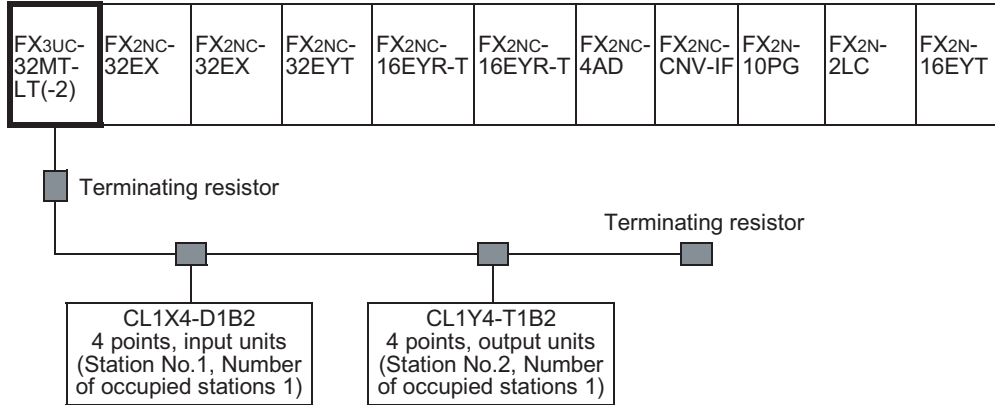 FX3UC-
32MT-
LT(-2)
FX2NC-
32EX
FX2NC-
32EX
FX2NC-
32EYT
FX2NC-
16EYR-T
FX2NC-
16EYR-T
FX2NC-
4AD
FX2NC-
CNV-IF
FX2N-
10PG
FX2N-
2LC
FX2N-
16EYT
Terminating resistor
Terminating resistor
CL1X4-D1B2
4 points, input units
(Station No.1, Number
of occupied stations 1)
CL1Y4-T1B2
4 points, output units
(Station No.2, Number
of occupied stations 1)